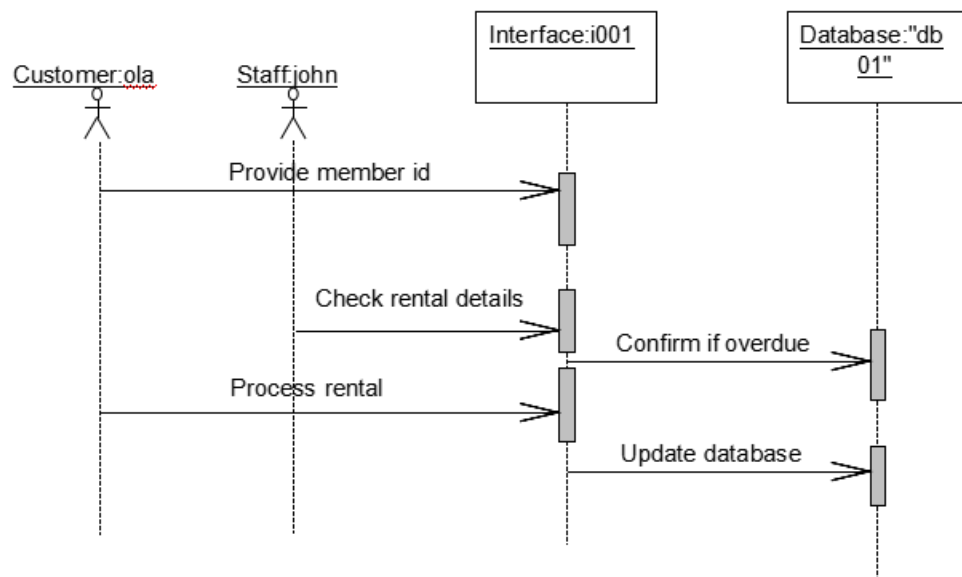 Interface:i001
Database:"db
01"
Customer:ola
Staff:john
Provide member id
Check rental details
Confirm if overdue
Process rental
Update database